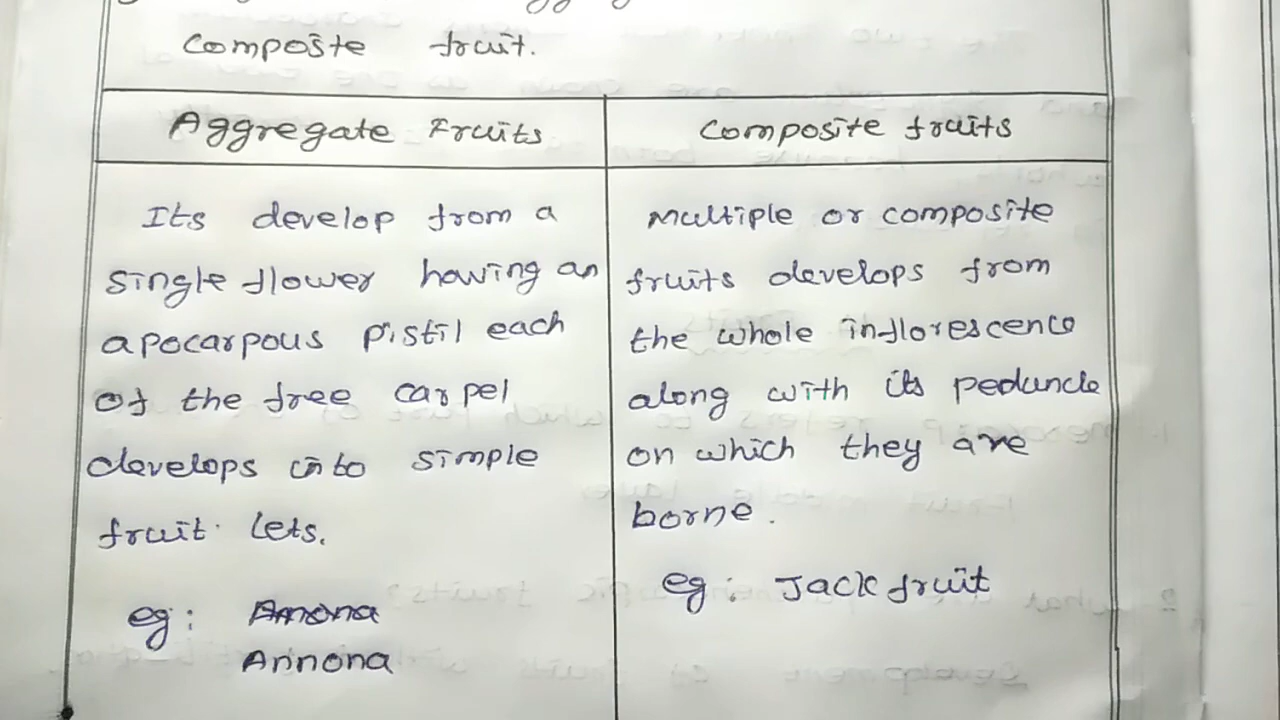 composite fruit.
Aggregate Fruits
Its develop from a
single flower having an
apocarpous pistil each
of the free carpel
develops into simple
fruit lets.
eg: Annona
Composite fruits
Multiple or composite
fruits develops from
the whole inflorescence
along with its peduncle
on which they are
borne.
eg: Jack fruit